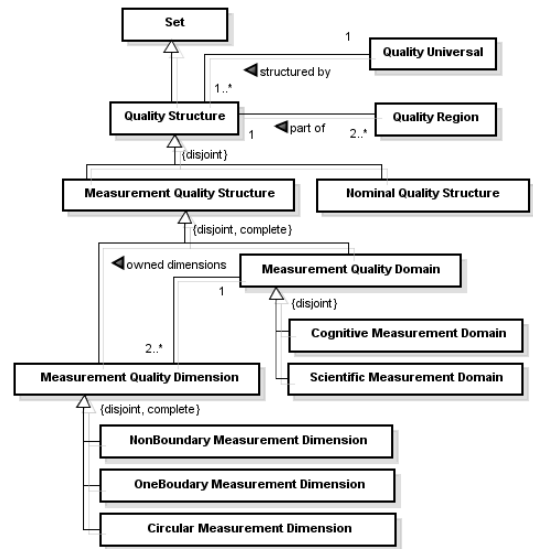 Set
1
Quality Universal
structured by
1..*
Quality Structure
1
part of
2..*
Quality Region
{disjoint}
Measurement Quality Structure
Nominal Quality Structure
{disjoint, complete}
owned dimensions
Measurement Quality Domain
1
{disjoint}
Cognitive Measurement Domain
2..*
Measurement Quality Dimension
Scientific Measurement Domain
{disjoint, complete}
NonBoundary Measurement Dimension
OneBoudary Measurement Dimension
Circular Measurement Dimension